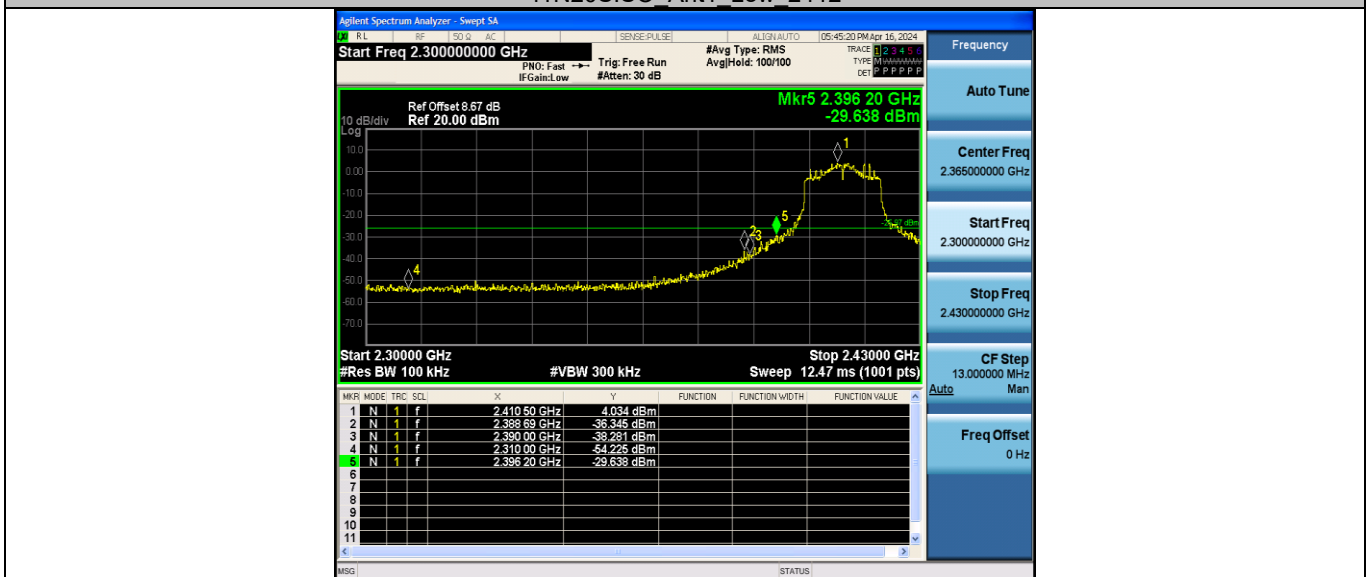 11N20SISO_Ant1_Low_2412
Agilent Spectrum Analyzer - Swept SA
RL RF 50 Ω AC SENSE:PULSE ALIGN AUTO 05:45:20 PM Apr 16, 2024
Start Freq 2.300000000 GHz
PNO: Fast
IFGain:Low
Trig: Free Run
#Atten: 30 dB
#Avg Type: RMS
Avg|Hold: 100/100
TRACE 1 2 3 4 5 6
TYPE M
DET P P P P P P
Ref Offset 8.67 dB
10 dB/div Ref 20.00 dBm
Log
Mkr5 2.396 20 GHz
-29.638 dBm
10.0
0.00
-10.0
-20.0
-30.0
-40.0
-50.0
-60.0
-70.0
1
2
3
4
5
Start 2.30000 GHz Stop 2.43000 GHz
#Res BW 100 kHz #VBW 300 kHz Sweep 12.47 ms (1001 pts)
MKR MODE TRC SCL X Y FUNCTION FUNCTION WIDTH FUNCTION VALUE
1 N 1 f 2.410 50 GHz 4.034 dBm
2 N 1 f 2.388 69 GHz -36.345 dBm
3 N 1 f 2.390 00 GHz -38.281 dBm
4 N 1 f 2.310 00 GHz -54.225 dBm
5 N 1 f 2.396 20 GHz -29.638 dBm
6
7
8
9
10
11
MSG STATUS
Frequency
Auto Tune
Center Freq
2.365000000 GHz
Start Freq
2.300000000 GHz
Stop Freq
2.430000000 GHz
CF Step
13.000000 MHz
Auto Man
Freq Offset
0 Hz